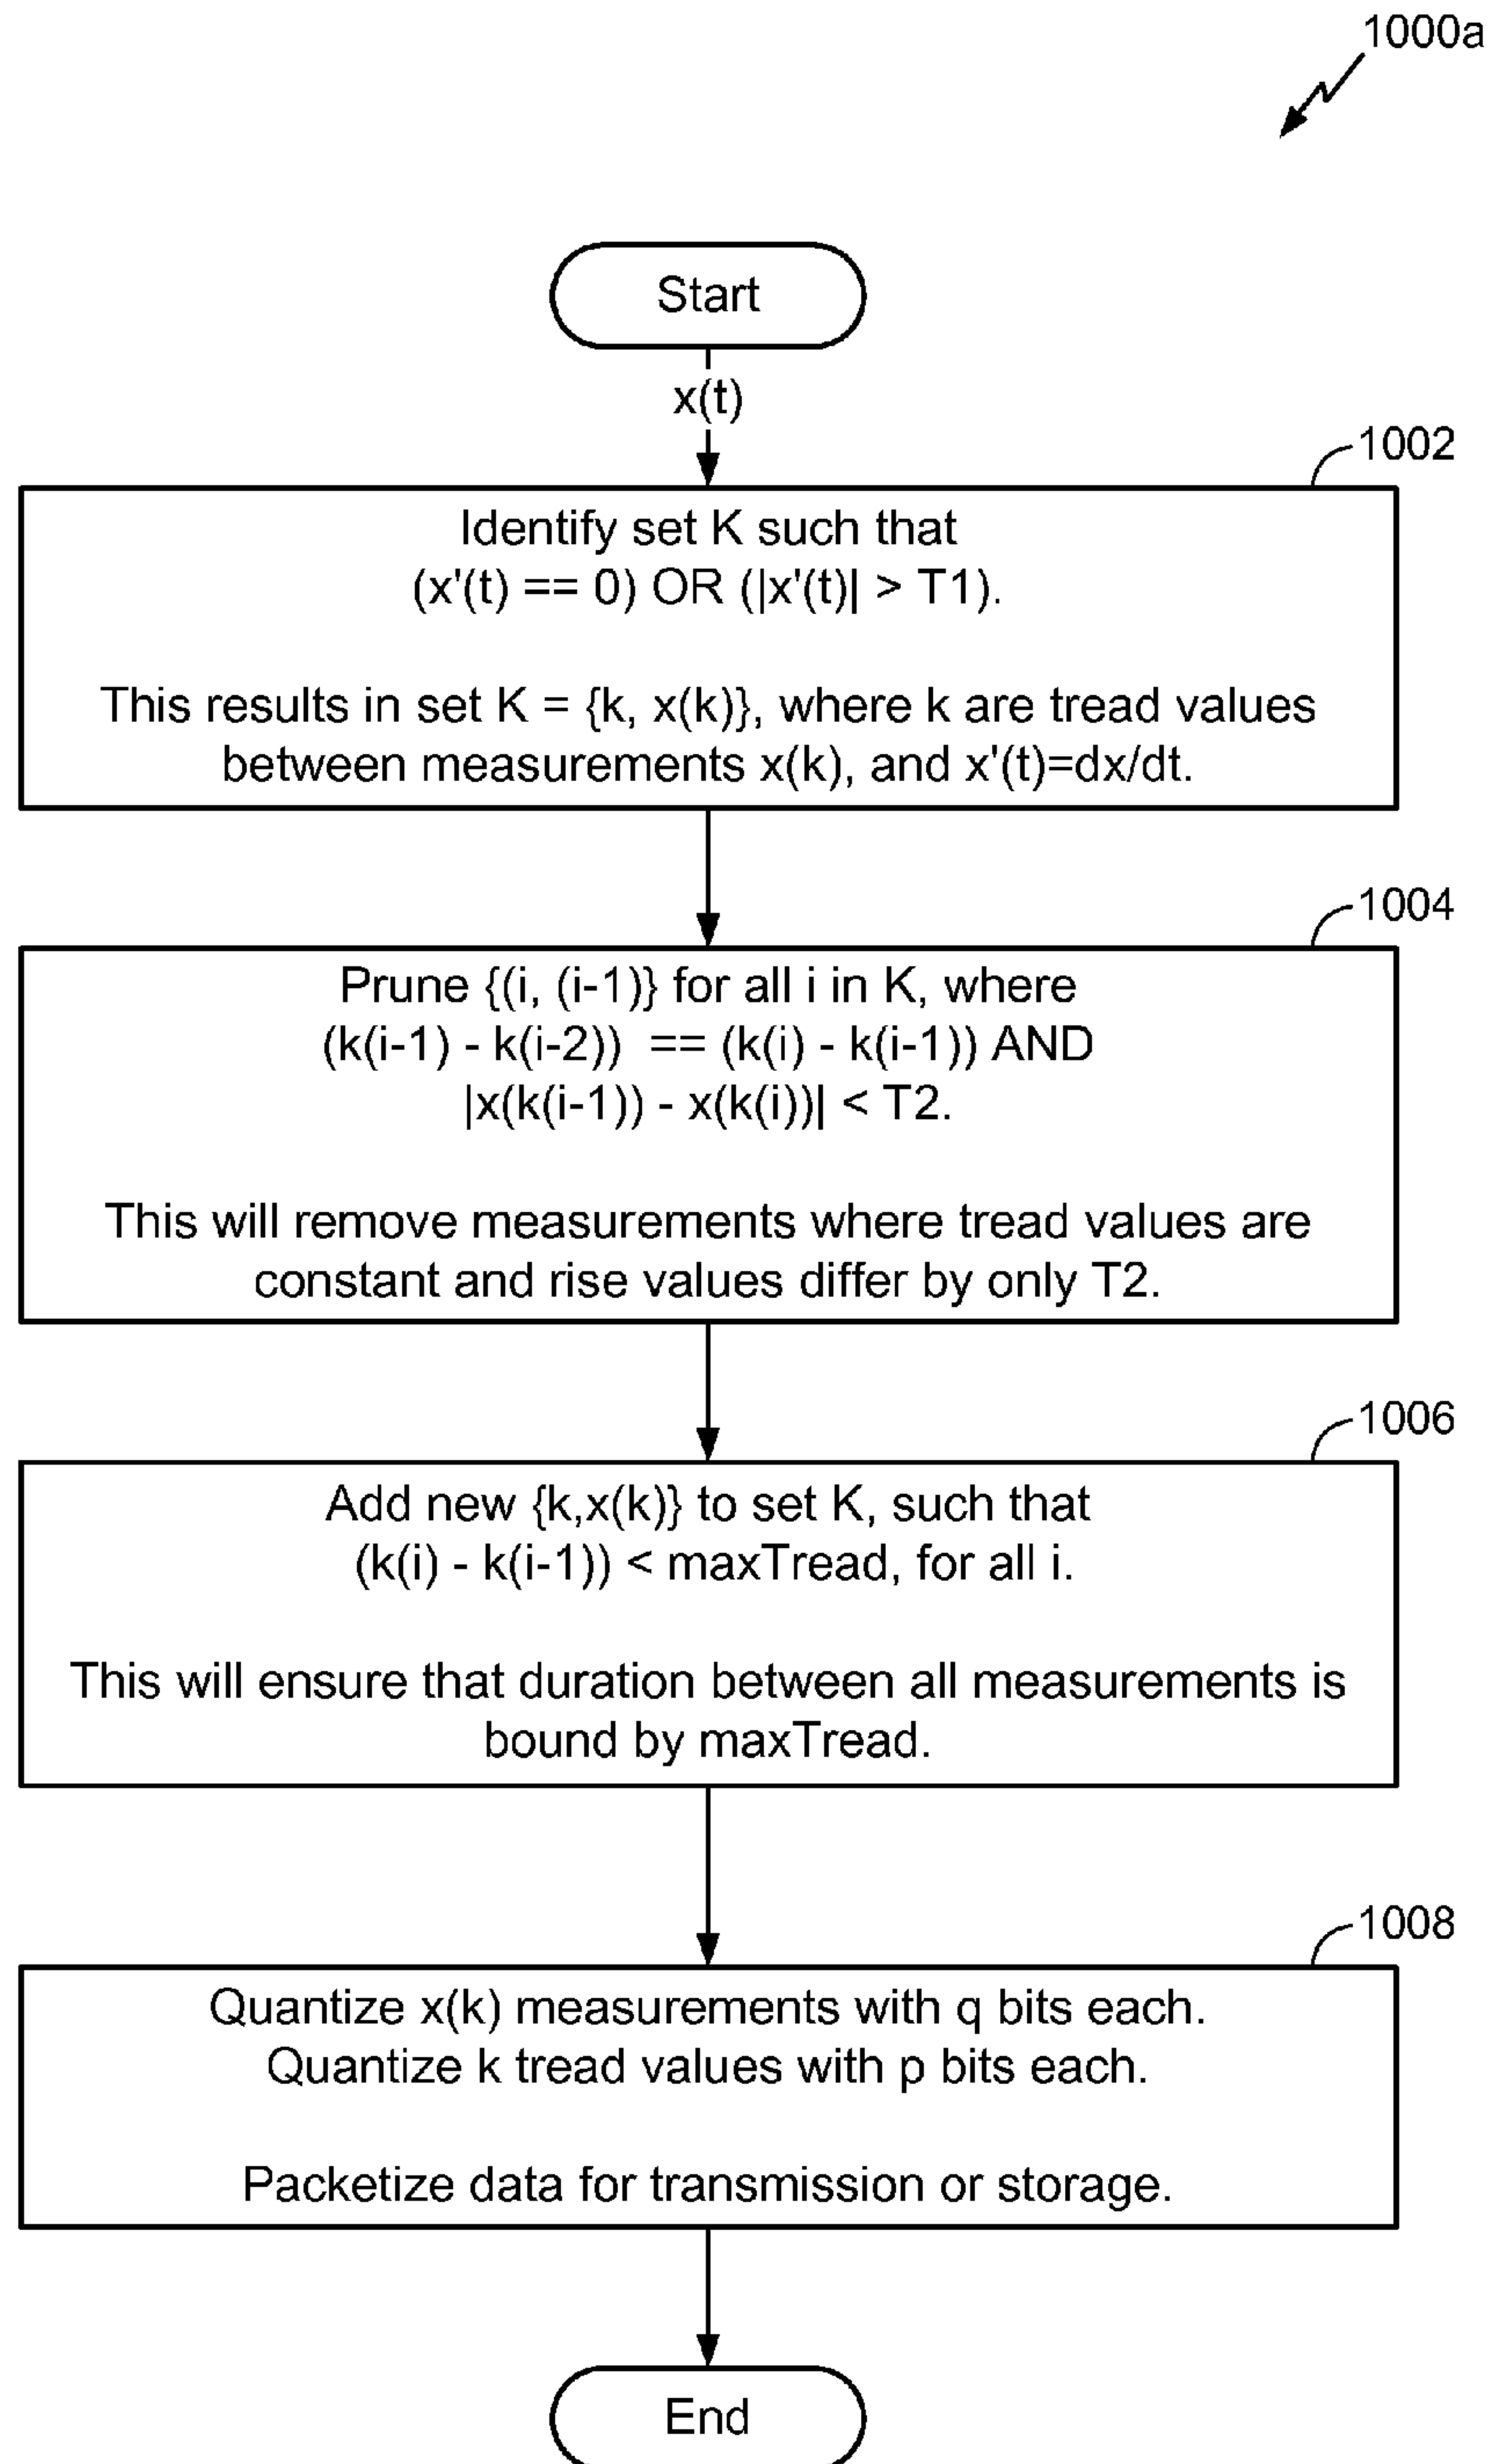 1000a
Start
x(t)
1002
Identify set K such that
(x'(t) == 0) OR (|x'(t)| > T1).
This results in set K = {k, x(k)}, where k are tread values
between measurements x(k), and x'(t)=dx/dt.
1004
Prune {(i, (i-1)} for all i in K, where
(k(i-1) - k(i-2))  == (k(i) - k(i-1)) AND
|x(k(i-1)) - x(k(i))| < T2.
This will remove measurements where tread values are
constant and rise values differ by only T2.
1006
Add new {k,x(k)} to set K, such that
(k(i) - k(i-1)) < maxTread, for all i.
This will ensure that duration between all measurements is
bound by maxTread.
1008
Quantize x(k) measurements with q bits each.
Quantize k tread values with p bits each.
Packetize data for transmission or storage.
End